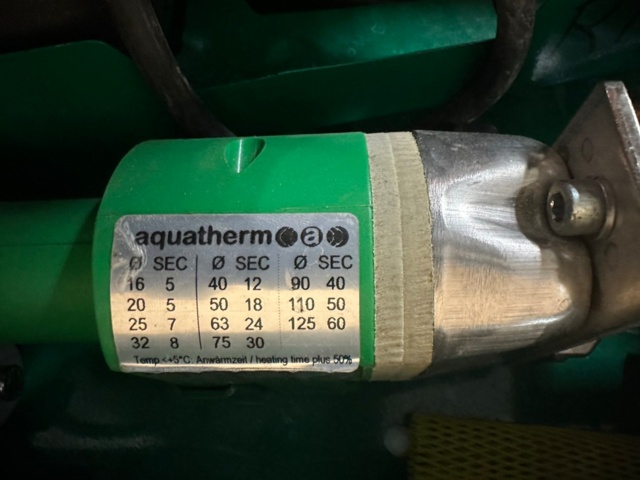 aquatherm a
Ø SEC Ø SEC Ø SEC
16 5 40 12 90 40
20 5 50 18 110 50
25 7 63 24 125 60
32 8 75 30
Temp.<+5°C: Anwärmzeit / heating time plus 50%